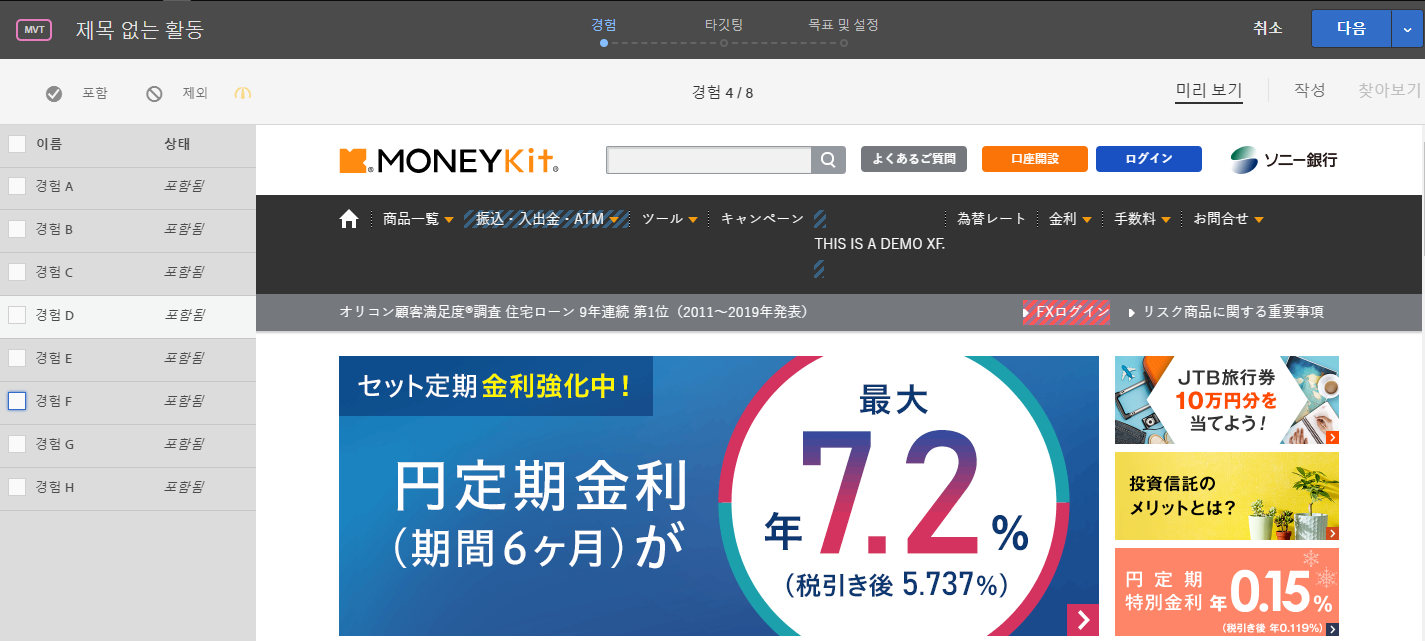 MVT 제목 없는 활동 경험 타깃팅 목표 및 설정 취소 다음
포함 제외 경험 4 / 8 미리 보기 작성 찾아보기
이름 상태
경험 A 포함됨
경험 B 포함됨
경험 C 포함됨
경험 D 포함됨
경험 E 포함됨
경험 F 포함됨
경험 G 포함됨
경험 H 포함됨
MONEYKit® よくあるご質問 口座開設 ログイン ソニー銀行
商品一覧 振込・入出金・ATM ツール キャンペーン 為替レート 金利 手数料 お問合せ
THIS IS A DEMO XF.
オリコン顧客満足度®調査 住宅ローン 9年連続 第1位（2011～2019年発表） FXログイン リスク商品に関する重要事項
セット定期 金利強化中！
円定期金利
（期間6ヶ月）が
最大
年7.2%
（税引き後 5.737%）
JTB旅行券
10万円分を
当てよう！
投資信託の
メリットとは？
円定期
特別金利 年0.15%
（税引き後 年0.119%）